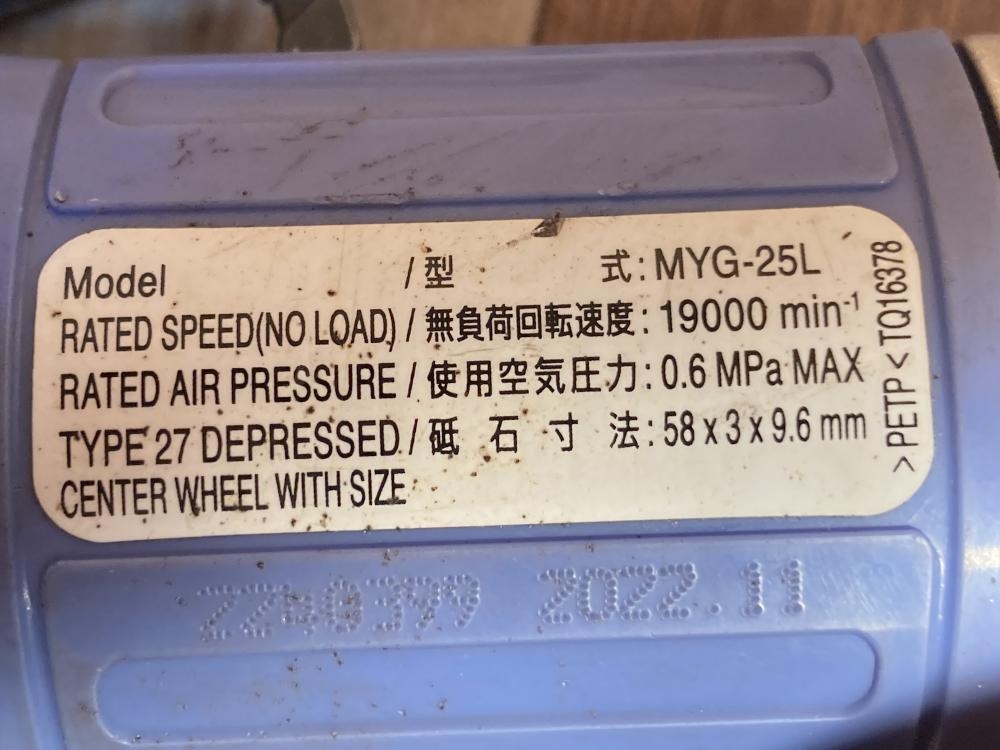 Model / 型 式: MYG-25L
RATED SPEED(NO LOAD) / 無負荷回転速度: 19000 min⁻¹
RATED AIR PRESSURE / 使用空気圧力: 0.6 MPa MAX
TYPE 27 DEPRESSED / 砥 石 寸 法: 58 x 3 x 9.6 mm
CENTER WHEEL WITH SIZE
>PETP< TQ16378
2022.11